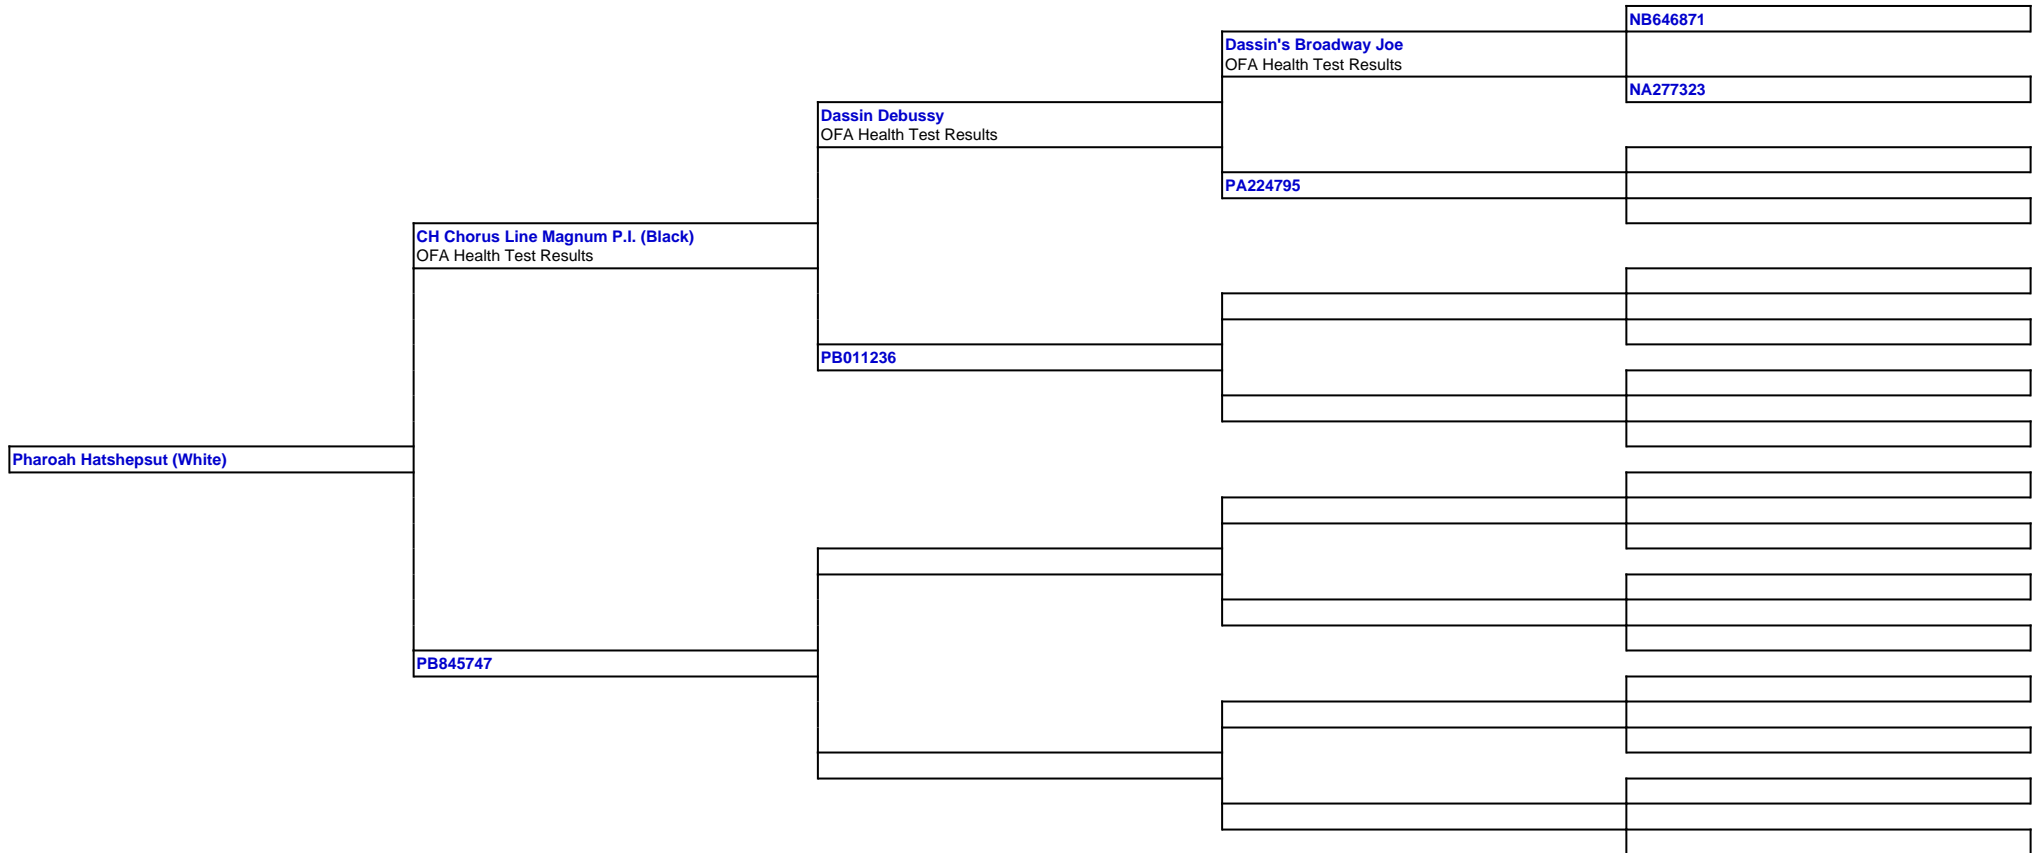 NB646871
Dassin's Broadway Joe
OFA Health Test Results
NA277323
Dassin Debussy
OFA Health Test Results
PA224795
CH Chorus Line Magnum P.I. (Black)
OFA Health Test Results
PB011236
Pharoah Hatshepsut (White)
PB845747